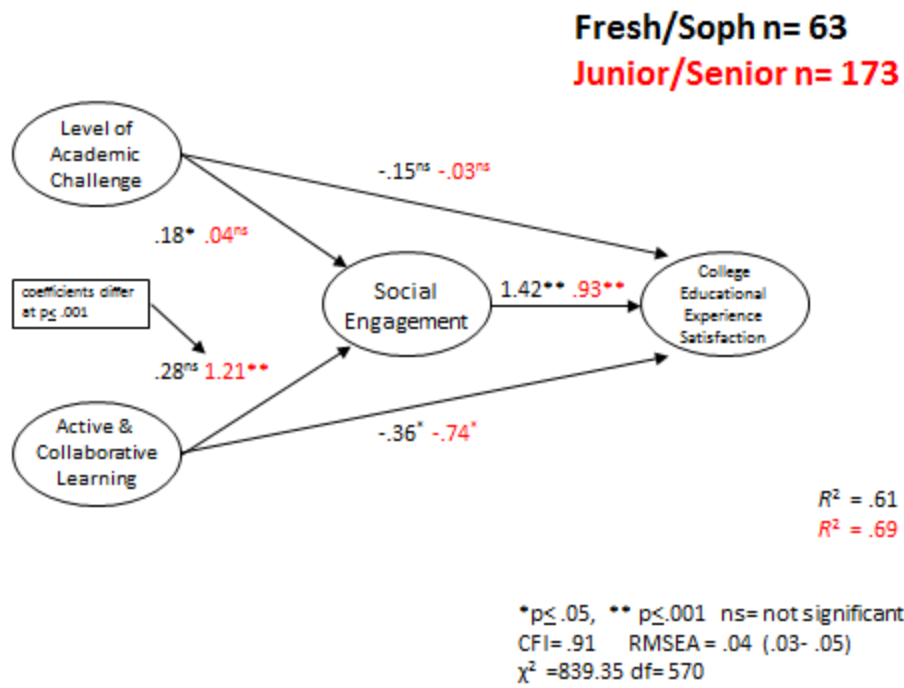 Fresh/Soph n= 63
Junior/Senior n= 173
Level of
Academic
Challenge
-.15ns -.03ns
.18* .04ns
College
Educational
Experience
Satisfaction
Social
Engagement
1.42** .93**
coefficients differ
at p≤ .001
.28ns 1.21**
Active &
Collaborative
Learning
-.36* -.74*
R² = .61
R² = .69
*p≤ .05, ** p≤.001 ns= not significant
CFI= .91 RMSEA = .04 (.03- .05)
χ² =839.35 df= 570